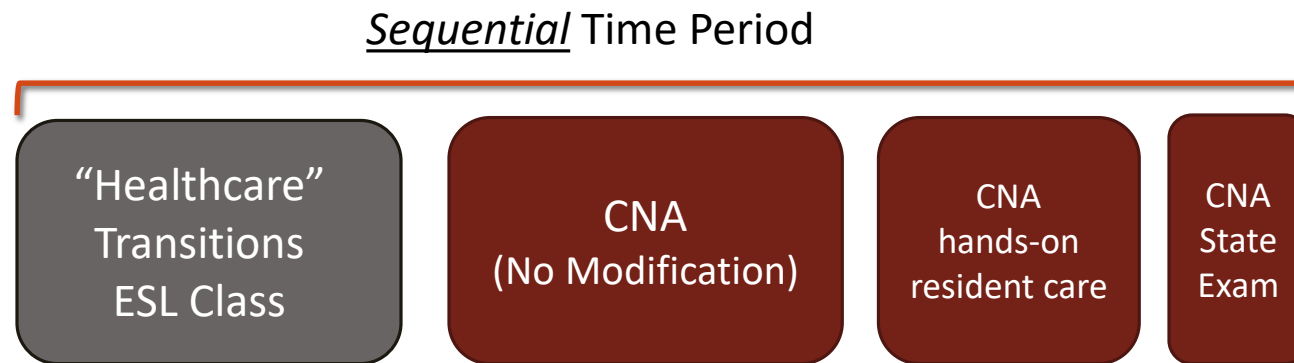 Sequential Time Period
“Healthcare”
Transitions
ESL Class
CNA
(No Modification)
CNA
hands-on
resident care
CNA
State
Exam